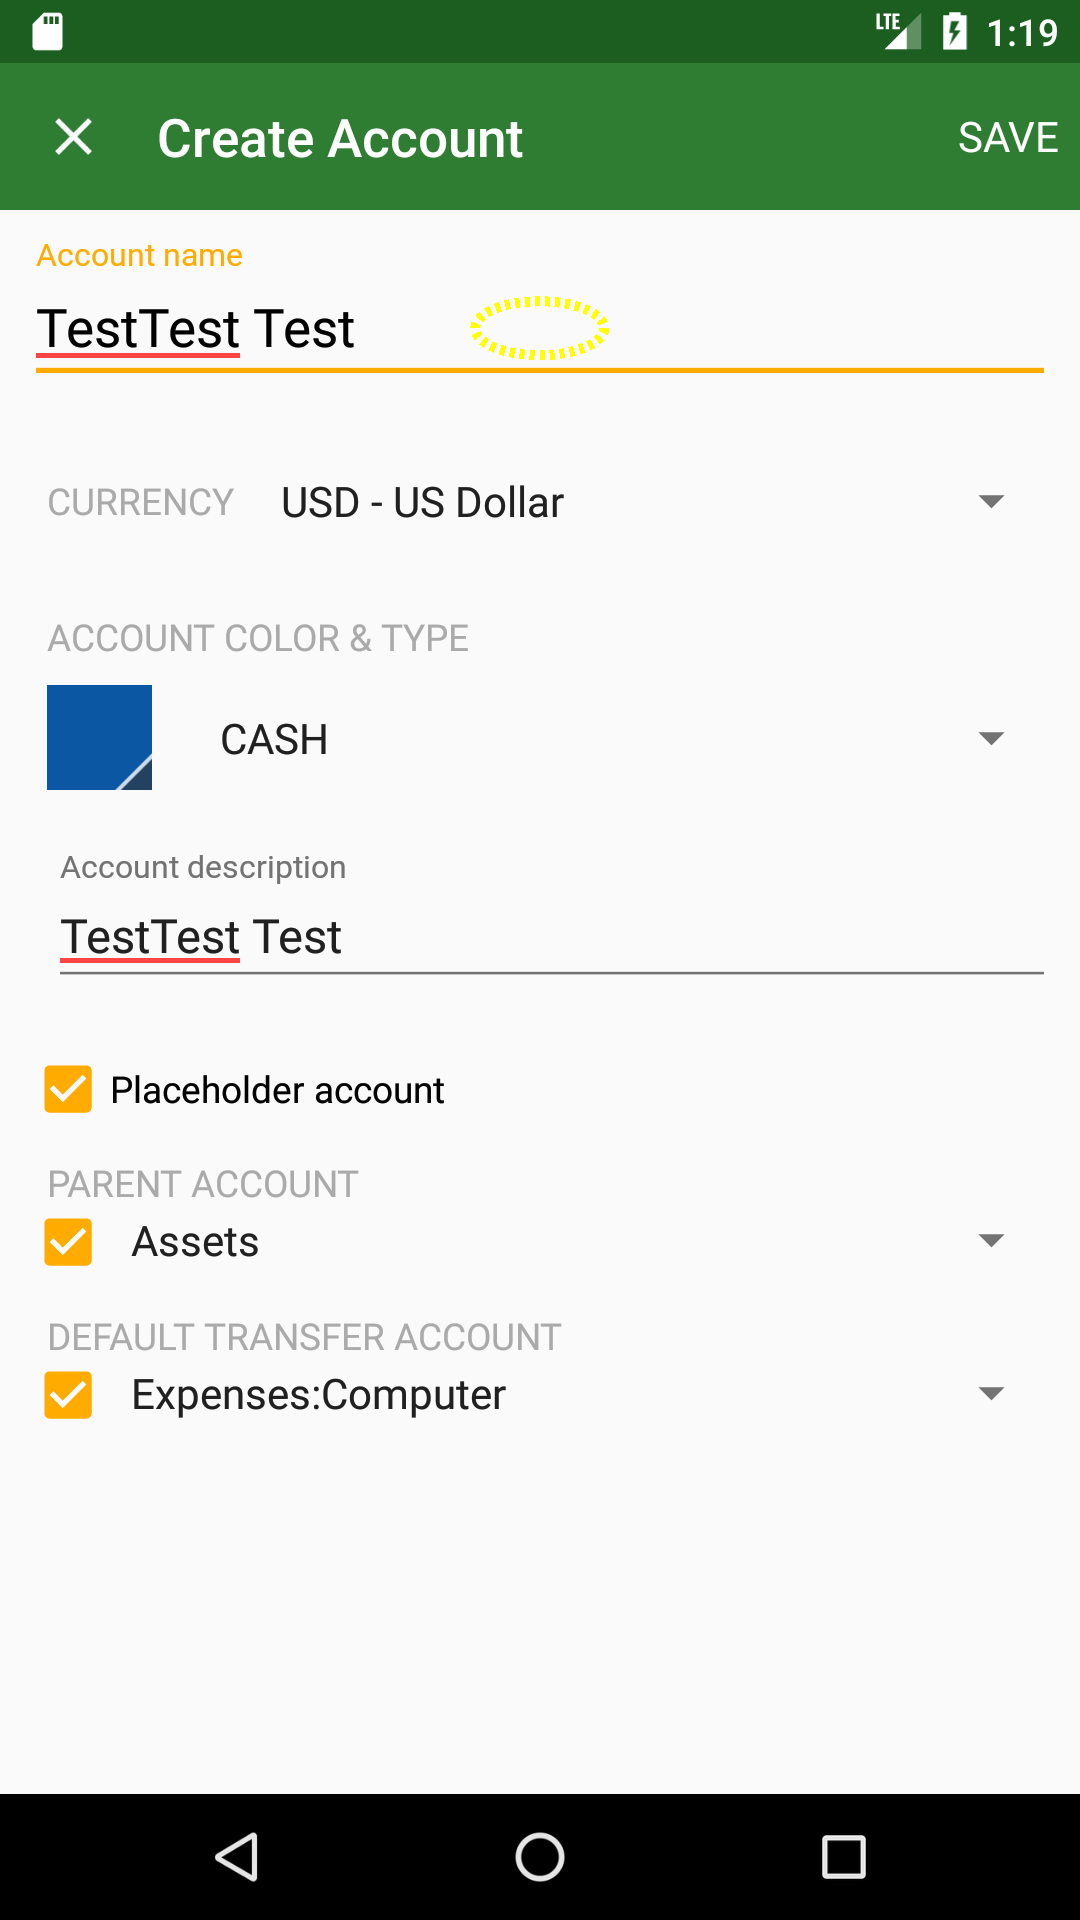 LTE 1:19
Create Account SAVE
Account name
TestTest Test
CURRENCY USD - US Dollar
ACCOUNT COLOR & TYPE
CASH
Account description
TestTest Test
Placeholder account
PARENT ACCOUNT
Assets
DEFAULT TRANSFER ACCOUNT
Expenses:Computer